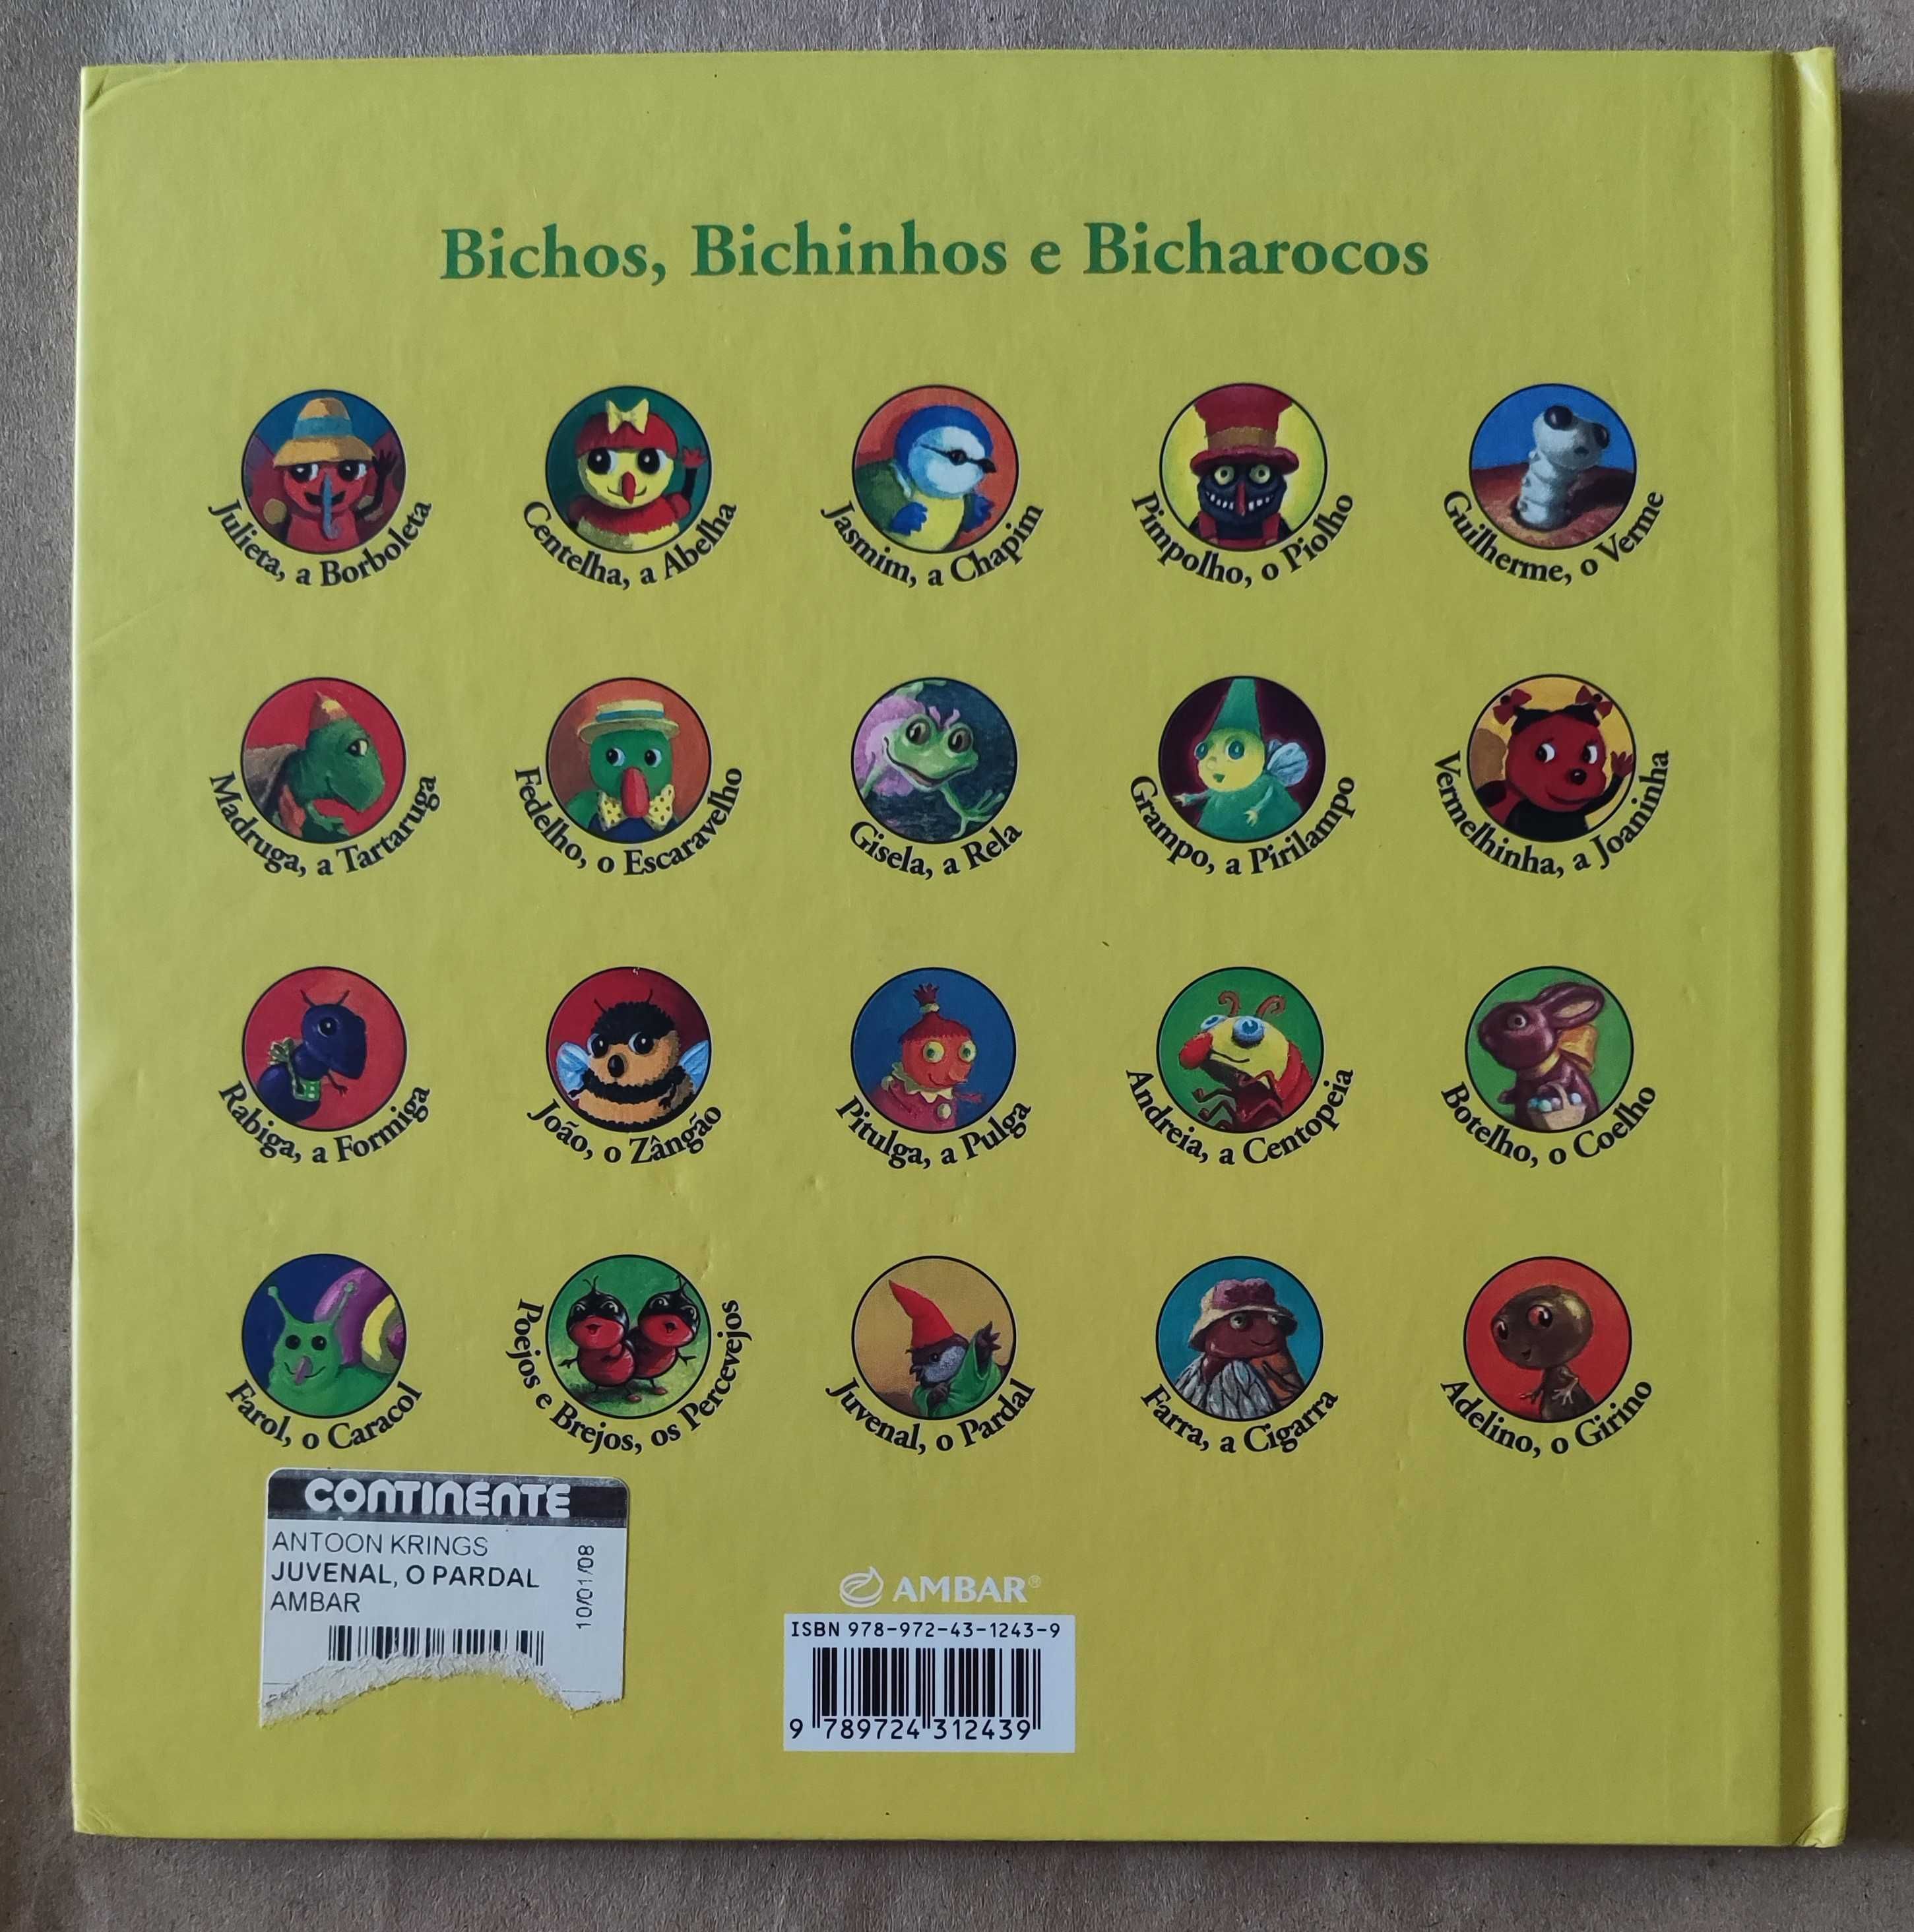 Bichos, Bichinhos e Bicharocos
Julieta, a Borboleta
Centelha, a Abelha
Jasmim, a Chapim
Pimpolho, o Piolho
Guilherme, o Verme
Madruga, a Tartaruga
Fedelho, o Escaravelho
Gisela, a Rela
Grampo, a Pirilampo
Vermelhinha, a Joaninha
Rabiga, a Formiga
João, o Zângão
Pitulga, a Pulga
Andreia, a Centopeia
Botelho, o Coelho
Farol, o Caracol
Poejos e Brejos, os Percevejos
Juvenal, o Pardal
Farra, a Cigarra
Adelino, o Girino
CONTINENTE
ANTOON KRINGS
JUVENAL, O PARDAL
AMBAR
10/01/08
AMBAR®
ISBN 978-972-43-1243-9
9 789724 312439